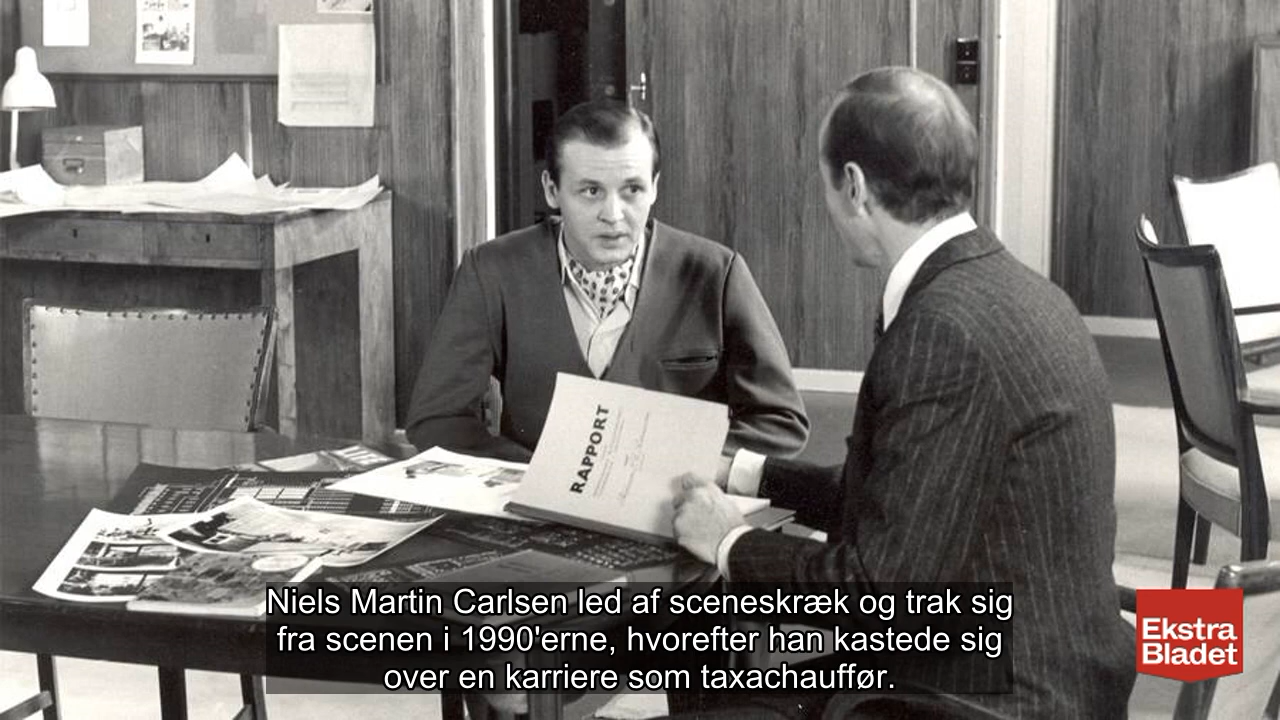 RAPPORT
Niels Martin Carlsen led af sceneskræk og trak sig
fra scenen i 1990'erne, hvorefter han kastede sig
over en karriere som taxachauffør.
Ekstra
Bladet